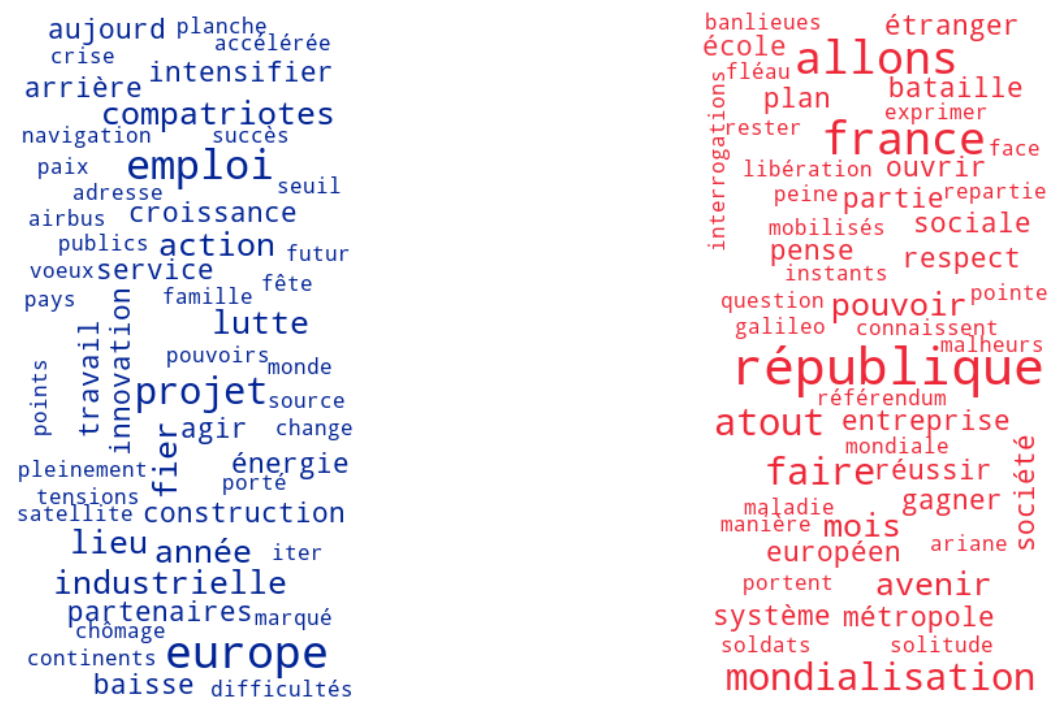 aujourd
planche
accélérée
crise
intensifier
arrière
compatriotes
navigation
succès
emploi
paix
seuil
adresse
airbus
croissance
publics
action
futur
voeux
service
fête
pays
famille
lutte
innovation
travail
pouvoirs
monde
points
projet
source
agir
change
fier
énergie
pleinement
porté
tensions
satellite
construction
lieu
année
iter
industrielle
partenaires
marqué
chômage
continents
europe
baisse
difficultés
banlieues
étranger
école
allons
fléau
bataille
plan
exprimer
interrogations
rester
france
face
libération
ouvrir
peine
partie
repartie
mobilisés
sociale
pense
respect
instants
question
pouvoir
pointe
galileo
connaissent
malheurs
république
référendum
atout
entreprise
mondiale
société
faire
réussir
maladie
gagner
manière
mois
européen
ariane
portent
avenir
système
métropole
soldats
solitude
mondialisation